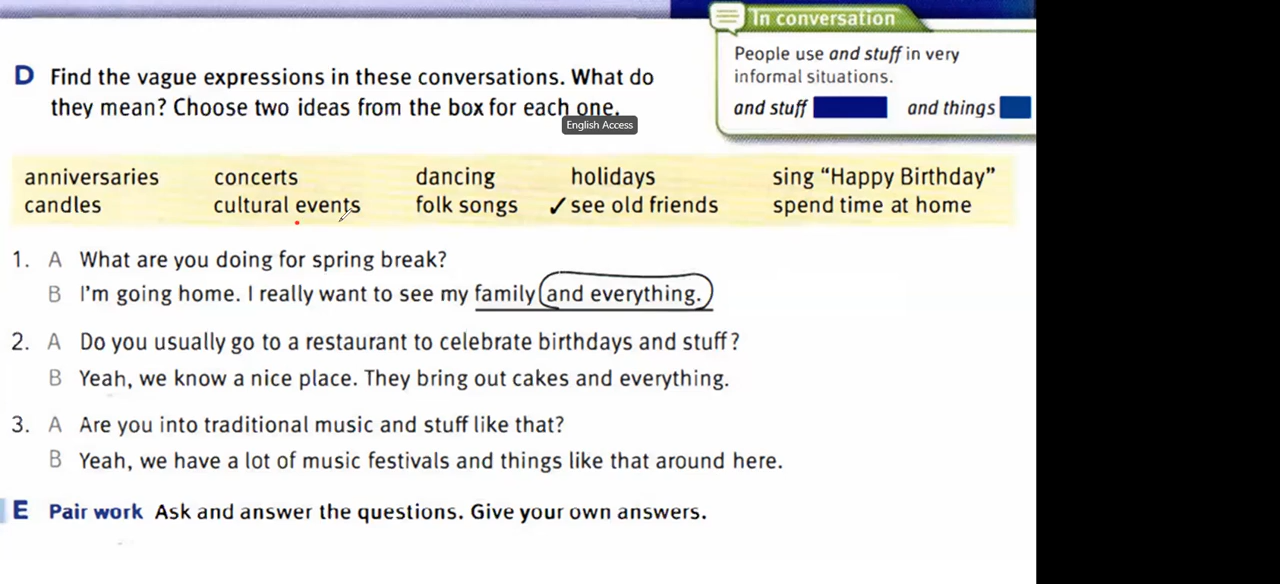 In conversation
People use and stuff in very
informal situations.
and stuff and things
D Find the vague expressions in these conversations. What do
they mean? Choose two ideas from the box for each one.
English Access
anniversaries concerts dancing holidays sing “Happy Birthday”
candles cultural events folk songs ✓ see old friends spend time at home
1. A What are you doing for spring break?
B I’m going home. I really want to see my family and everything.
2. A Do you usually go to a restaurant to celebrate birthdays and stuff?
B Yeah, we know a nice place. They bring out cakes and everything.
3. A Are you into traditional music and stuff like that?
B Yeah, we have a lot of music festivals and things like that around here.
E Pair work Ask and answer the questions. Give your own answers.